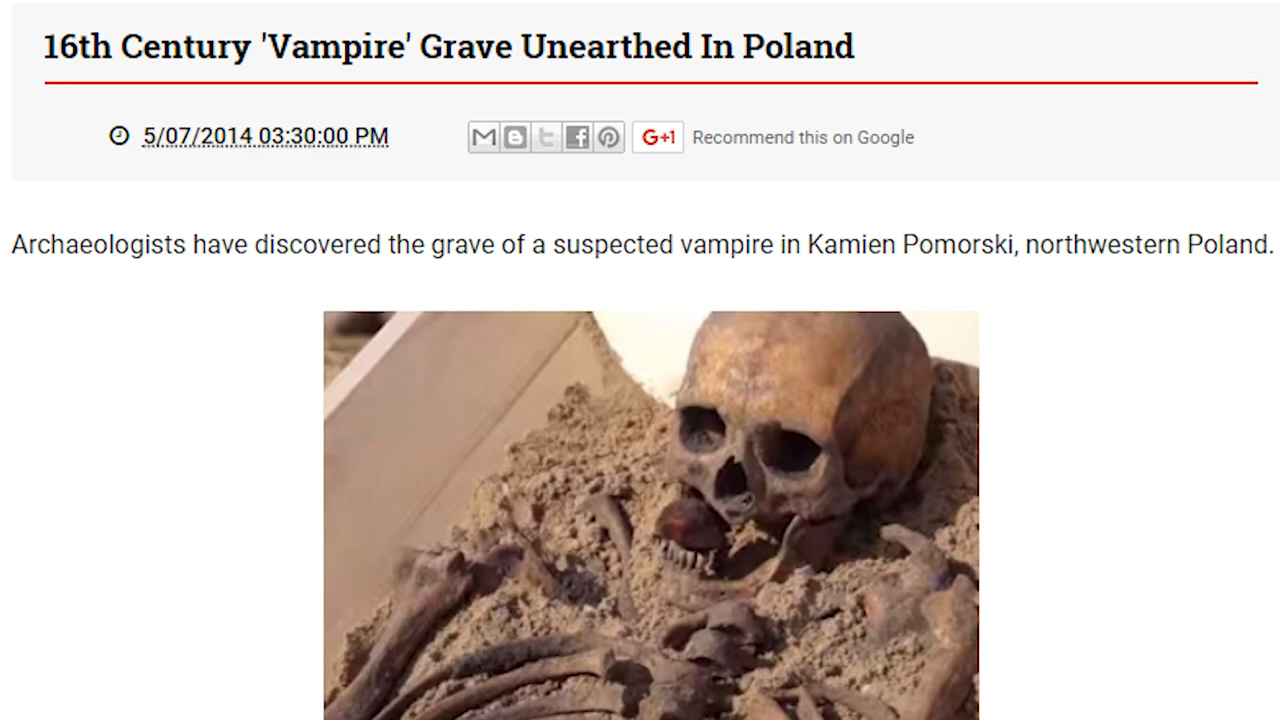 16th Century 'Vampire' Grave Unearthed In Poland
5/07/2014 03:30:00 PM
G+1 Recommend this on Google
Archaeologists have discovered the grave of a suspected vampire in Kamien Pomorski, northwestern Poland.